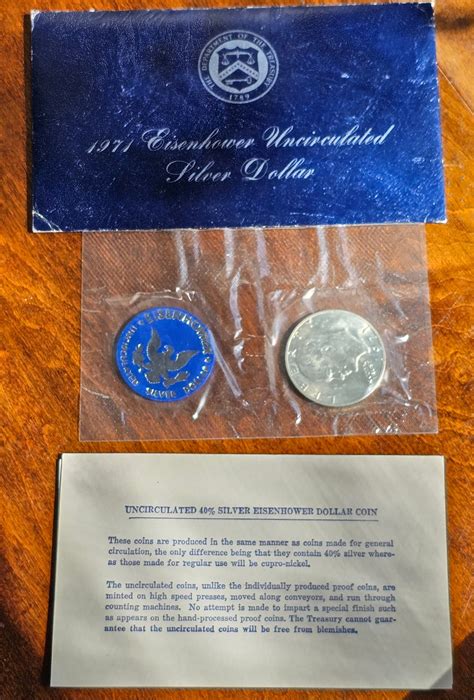 THE DEPARTMENT OF THE TREASURY
1789
1971 Eisenhower Uncirculated
Silver Dollar
EISENHOWER
UNCIRCULATED SILVER DOLLAR
LIBERTY
UNCIRCULATED 40% SILVER EISENHOWER DOLLAR COIN
These coins are produced in the same manner as coins made for general
circulation, the only difference being that they contain 40% silver where-
as those made for regular use will be cupro-nickel.
The uncirculated coins, unlike the individually produced proof coins, are
minted on high speed presses, moved along conveyors, and run through
counting machines. No attempt is made to impart a special finish such
as appears on the hand-processed proof coins. The Treasury cannot guar-
antee that the uncirculated coins will be free from blemishes.